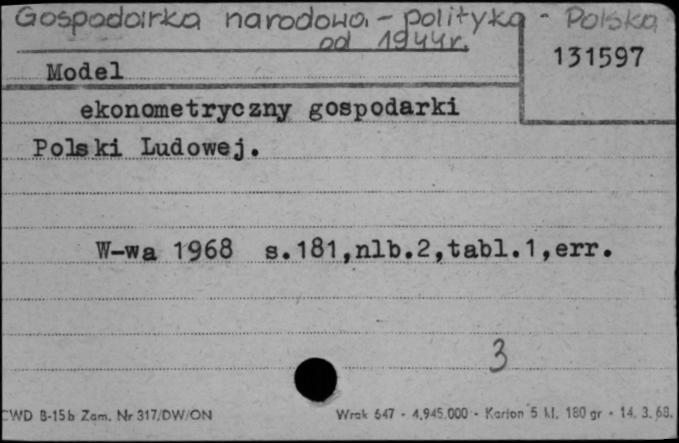 Gospodarka narodowa - polityka - Polska
od 1944r.
131597
Model
ekonometryczny gospodarki
Polski Ludowej.
W-wa 1968 s.181,nlb.2,tabl.1,err.
3
CWD B-15b Zam. Nr 317/DW/ON
Wrak 647 - 4.945.000 - Karton 5 kl. 180 gr - 14. 3. 68.